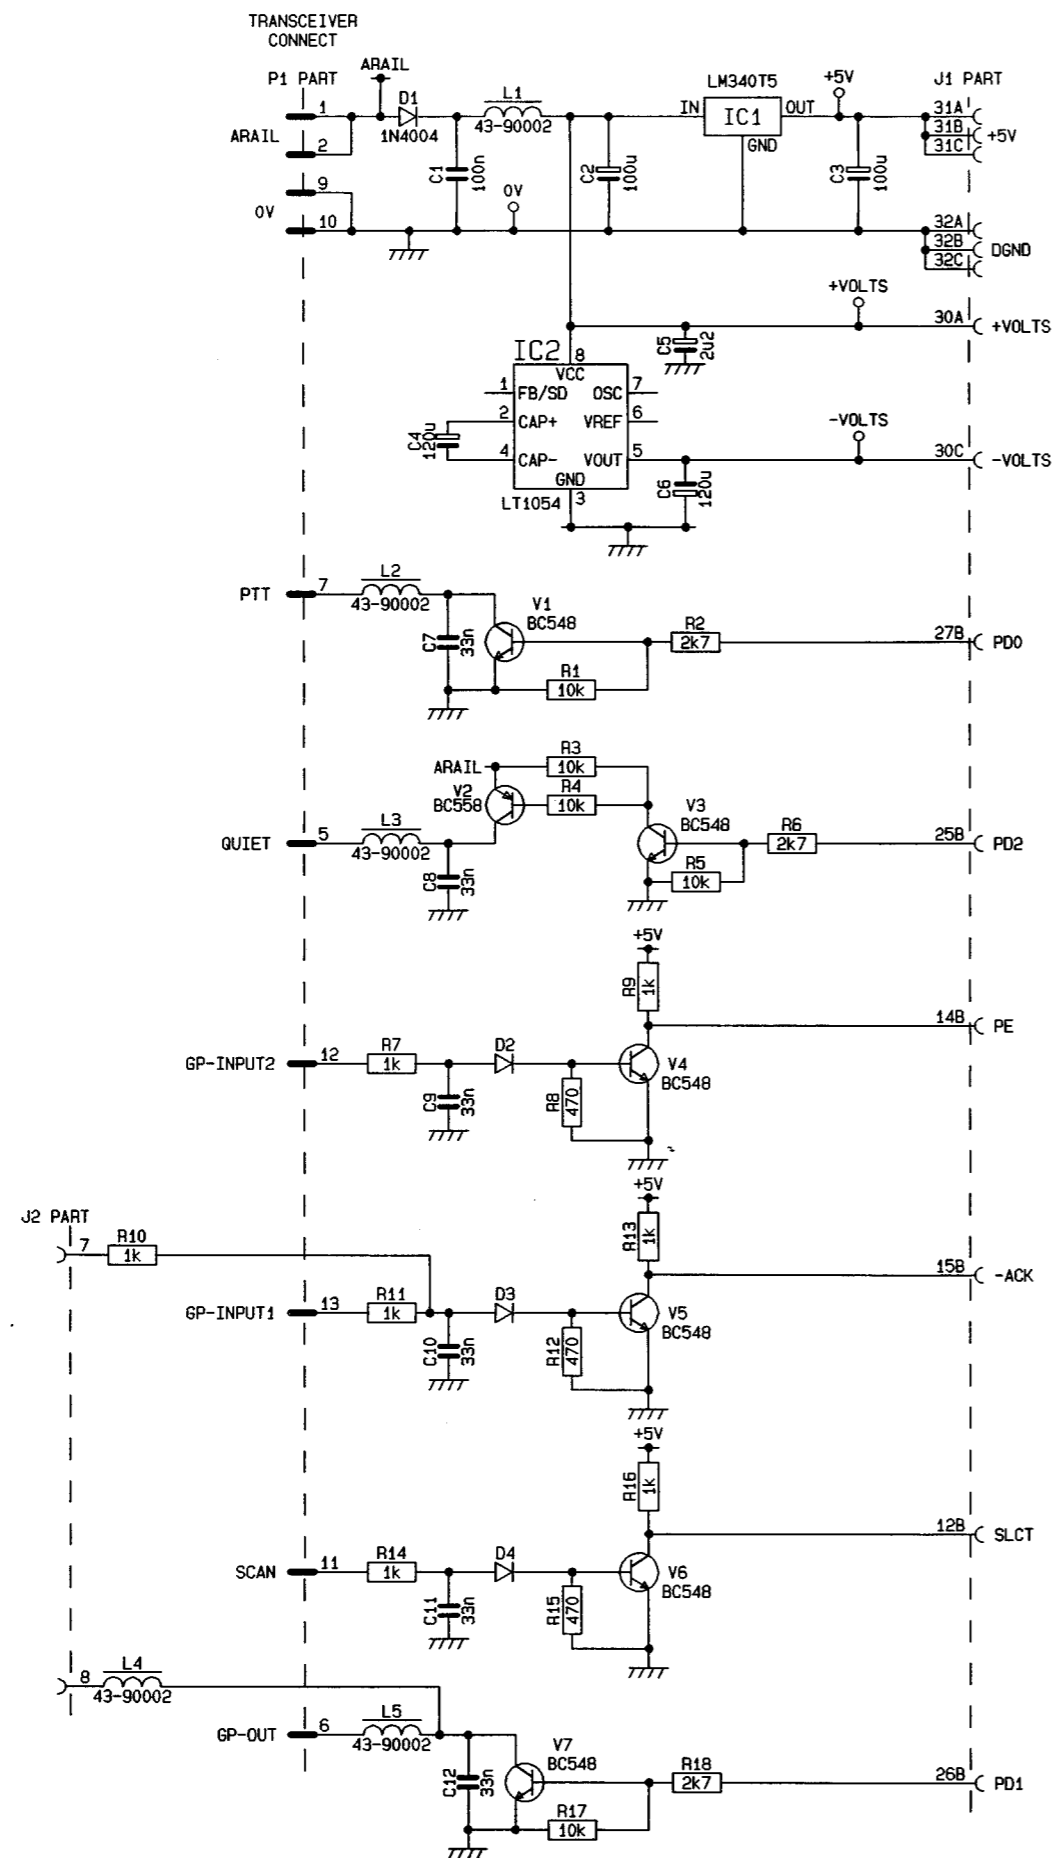 TRANSCEIVER
CONNECT
P1 PART
ARAIL
LM340T5
+5V
J1 PART
1
D1
1N4004
L1
43-90002
IN
IC1
OUT
GND
31A
31B
+5V
31C
ARAIL
2
C1
100n
C2
100u
C3
100u
9
0V
10
0V
32A
32B
DGND
32C
+VOLTS
30A
+VOLTS
C5
2u2
IC2
8
VCC
1
FB/SD
OSC
7
2
CAP+
VREF
6
C4
120u
-VOLTS
4
CAP-
VOUT
5
30C
-VOLTS
GND
3
C6
120u
LT1054
PTT
7
L2
43-90002
V1
BC548
C7
33n
R2
2k7
27B
PD0
R1
10k
ARAIL
R3
10k
V2
BC558
R4
10k
V3
BC548
QUIET
5
L3
43-90002
R6
2k7
25B
PD2
C8
33n
R5
10k
+5V
R9
1k
14B
PE
GP-INPUT2
12
R7
1k
D2
V4
BC548
C9
33n
R8
470
+5V
J2 PART
7
R10
1k
R13
1k
15B
-ACK
GP-INPUT1
13
R11
1k
D3
V5
BC548
C10
33n
R12
470
+5V
R16
1k
12B
SLCT
SCAN
11
R14
1k
D4
V6
BC548
C11
33n
R15
470
8
L4
43-90002
GP-OUT
6
L5
43-90002
V7
BC548
C12
33n
R18
2k7
26B
PD1
R17
10k